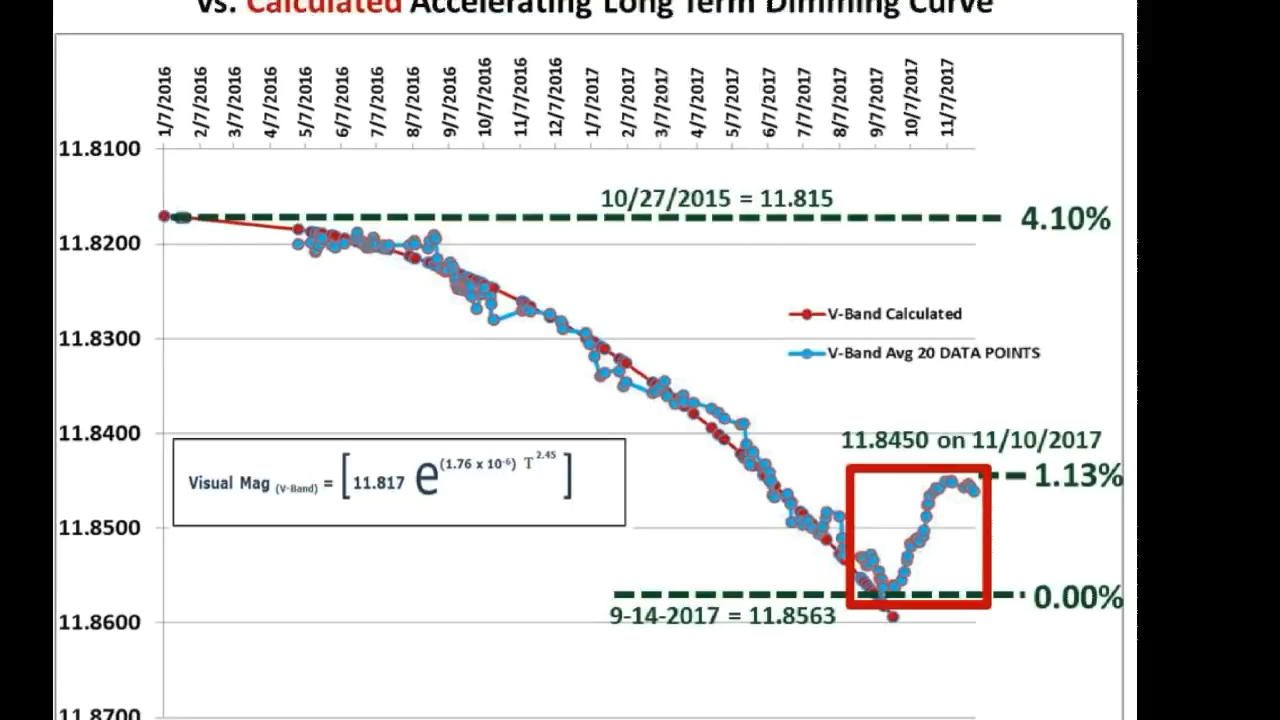 vs. Calculated Accelerating Long Term Dimming Curve
1/7/2016 2/7/2016 3/7/2016 4/7/2016 5/7/2016 6/7/2016 7/7/2016 8/7/2016 9/7/2016 10/7/2016 11/7/2016 12/7/2016 1/7/2017 2/7/2017 3/7/2017 4/7/2017 5/7/2017 6/7/2017 7/7/2017 8/7/2017 9/7/2017 10/7/2017 11/7/2017
11.8100
10/27/2015 = 11.815
4.10%
11.8200
V-Band Calculated
11.8300
V-Band Avg 20 DATA POINTS
11.8400
11.8450 on 11/10/2017
1.13%
Visual Mag (V-Band) = [ 11.817 e (1.76 x 10⁻⁶) T 2.45 ]
11.8500
0.00%
9-14-2017 = 11.8563
11.8600
11.8700